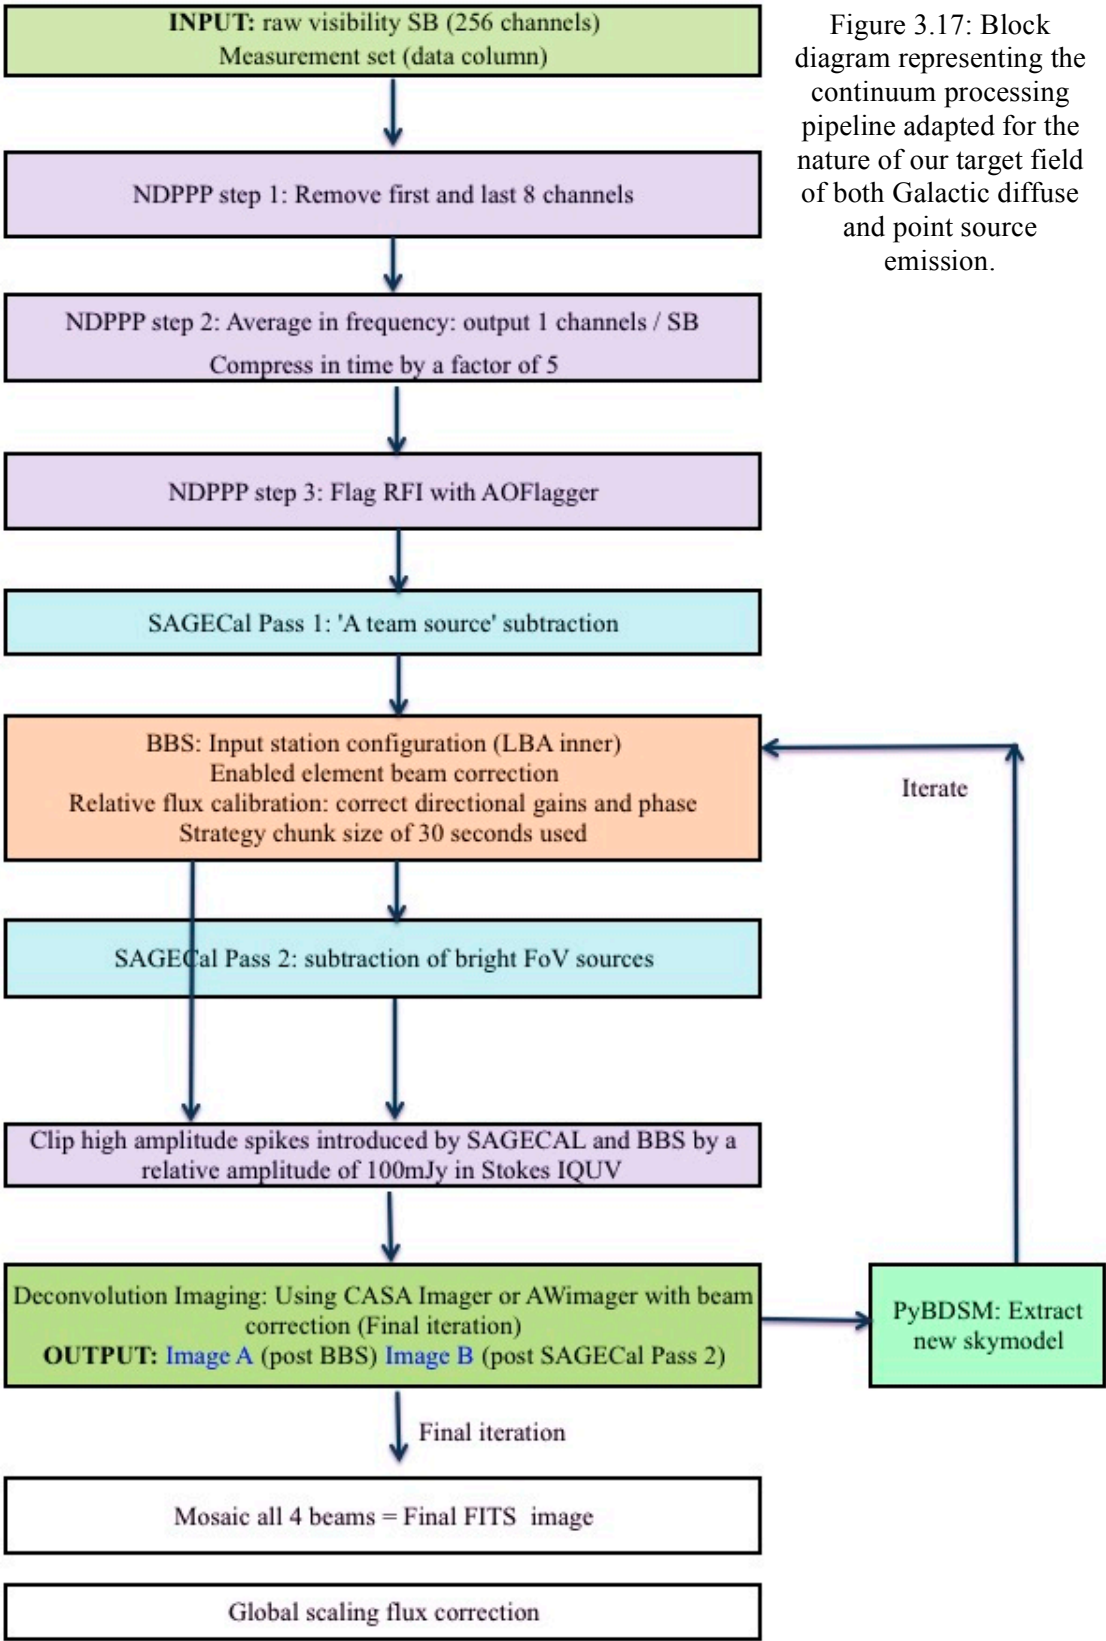 INPUT: raw visibility SB (256 channels)
Measurement set (data column)
Figure 3.17: Block
diagram representing the
continuum processing
pipeline adapted for the
nature of our target field
of both Galactic diffuse
and point source
emission.
NDPPP step 1: Remove first and last 8 channels
NDPPP step 2: Average in frequency: output 1 channels / SB
Compress in time by a factor of 5
NDPPP step 3: Flag RFI with AOFlagger
SAGECal Pass 1: 'A team source' subtraction
BBS: Input station configuration (LBA inner)
Enabled element beam correction
Relative flux calibration: correct directional gains and phase
Strategy chunk size of 30 seconds used
Iterate
SAGECal Pass 2: subtraction of bright FoV sources
Clip high amplitude spikes introduced by SAGECAL and BBS by a
relative amplitude of 100mJy in Stokes IQUV
Deconvolution Imaging: Using CASA Imager or AWimager with beam
correction (Final iteration)
OUTPUT: Image A (post BBS) Image B (post SAGECal Pass 2)
PyBDSM: Extract
new skymodel
Final iteration
Mosaic all 4 beams = Final FITS image
Global scaling flux correction